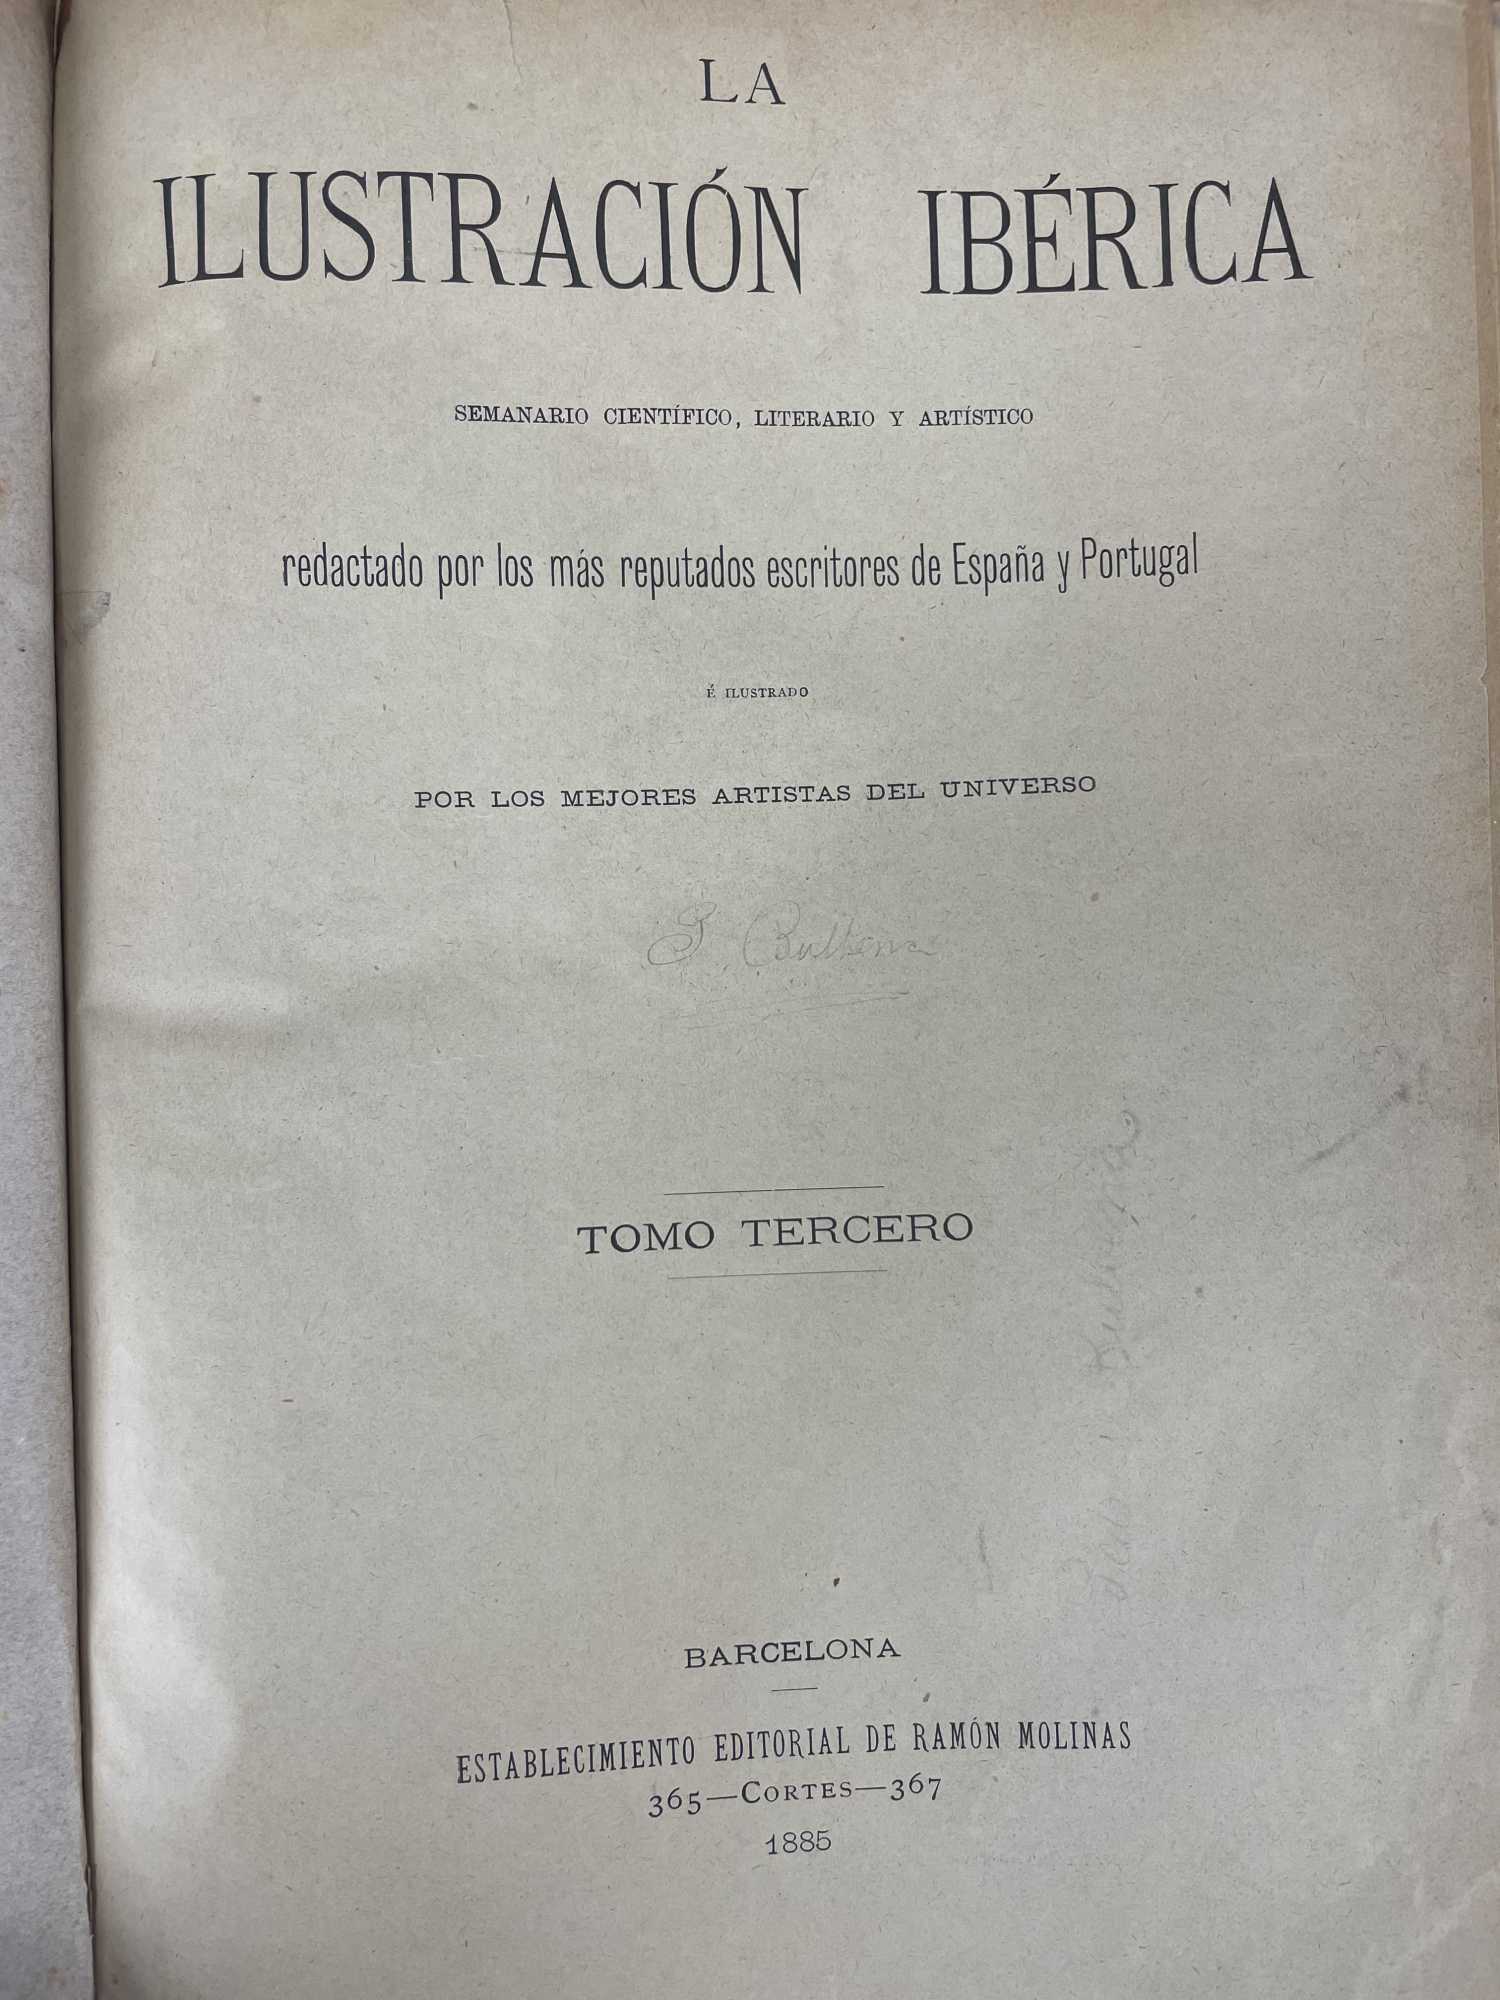 LA
ILUSTRACIÓN IBÉRICA
SEMANARIO CIENTÍFICO, LITERARIO Y ARTÍSTICO
redactado por los más reputados escritores de España y Portugal
É ILUSTRADO
POR LOS MEJORES ARTISTAS DEL UNIVERSO
TOMO TERCERO
BARCELONA
ESTABLECIMIENTO EDITORIAL DE RAMÓN MOLINAS
365—CORTES—367
1885